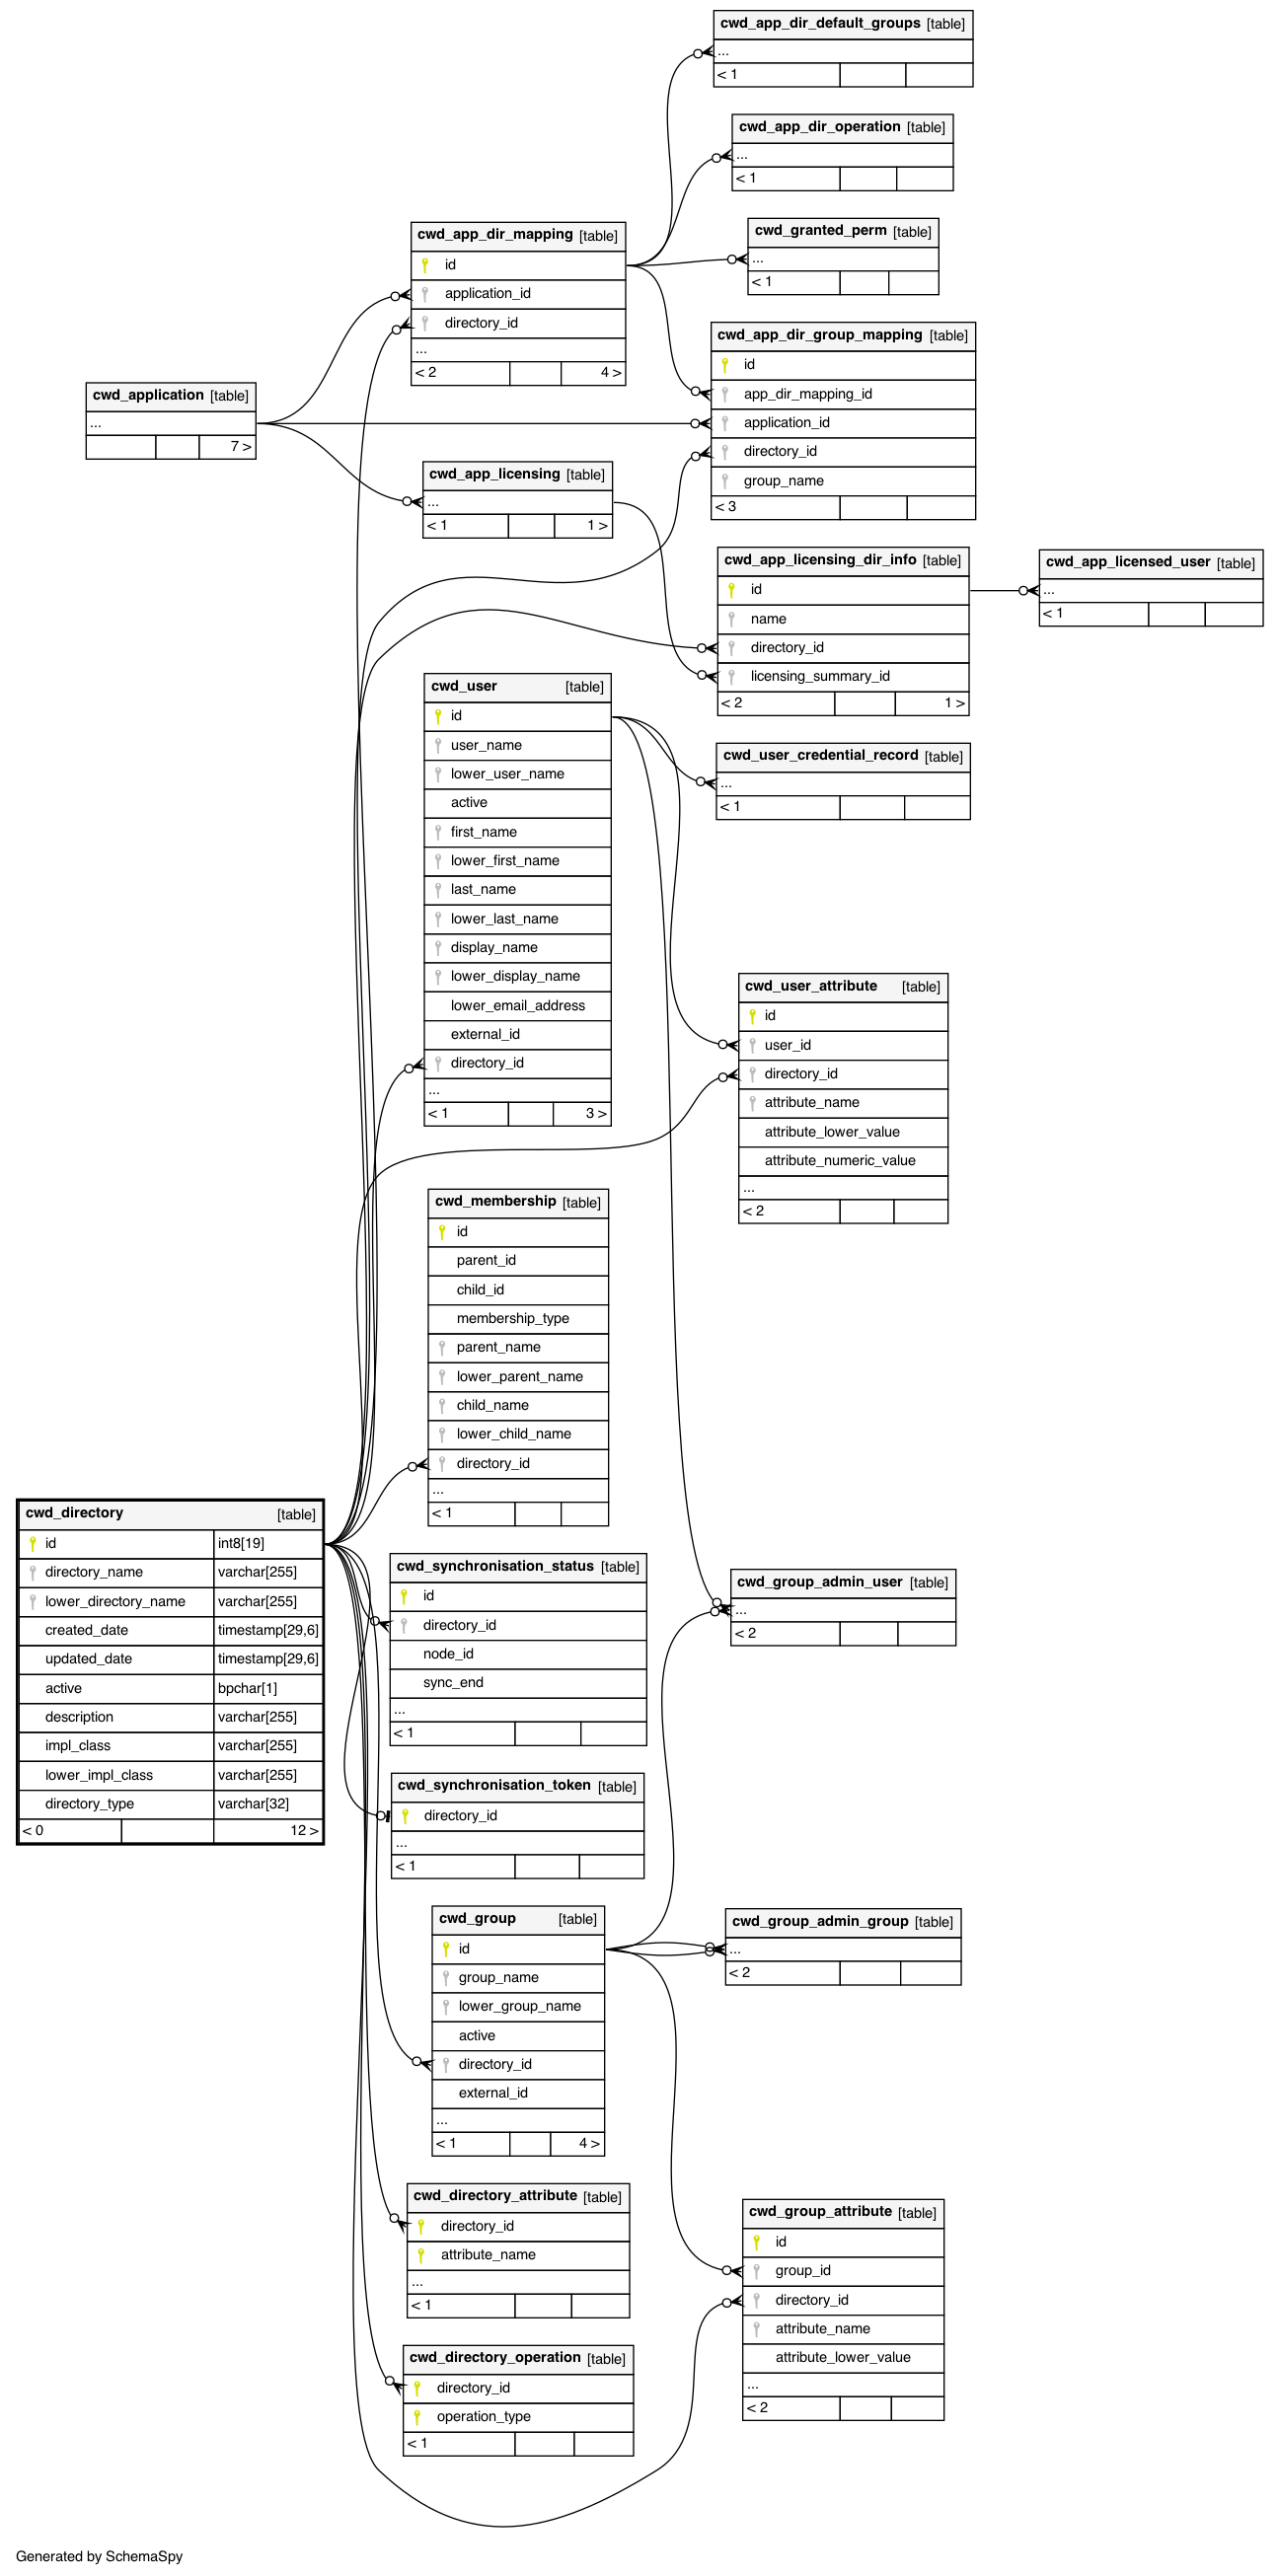 cwd_app_dir_default_groups [table]
...
< 1
cwd_app_dir_operation [table]
...
< 1
cwd_granted_perm [table]
...
< 1
cwd_app_dir_mapping [table]
id
application_id
directory_id
...
< 2 4 >
cwd_app_dir_group_mapping [table]
id
app_dir_mapping_id
application_id
directory_id
group_name
< 3
cwd_application [table]
...
7 >
cwd_app_licensing [table]
...
< 1 1 >
cwd_app_licensing_dir_info [table]
id
name
directory_id
licensing_summary_id
< 2 1 >
cwd_app_licensed_user [table]
...
< 1
cwd_user [table]
id
user_name
lower_user_name
active
first_name
lower_first_name
last_name
lower_last_name
display_name
lower_display_name
lower_email_address
external_id
directory_id
...
< 1 3 >
cwd_user_credential_record [table]
...
< 1
cwd_user_attribute [table]
id
user_id
directory_id
attribute_name
attribute_lower_value
attribute_numeric_value
...
< 2
cwd_membership [table]
id
parent_id
child_id
membership_type
parent_name
lower_parent_name
child_name
lower_child_name
directory_id
...
< 1
cwd_directory [table]
id int8[19]
directory_name varchar[255]
lower_directory_name varchar[255]
created_date timestamp[29,6]
updated_date timestamp[29,6]
active bpchar[1]
description varchar[255]
impl_class varchar[255]
lower_impl_class varchar[255]
directory_type varchar[32]
< 0 12 >
cwd_synchronisation_status [table]
id
directory_id
node_id
sync_end
...
< 1
cwd_group_admin_user [table]
...
< 2
cwd_synchronisation_token [table]
directory_id
...
< 1
cwd_group [table]
id
group_name
lower_group_name
active
directory_id
external_id
...
< 1 4 >
cwd_group_admin_group [table]
...
< 2
cwd_directory_attribute [table]
directory_id
attribute_name
...
< 1
cwd_group_attribute [table]
id
group_id
directory_id
attribute_name
attribute_lower_value
...
< 2
cwd_directory_operation [table]
directory_id
operation_type
< 1
Generated by SchemaSpy